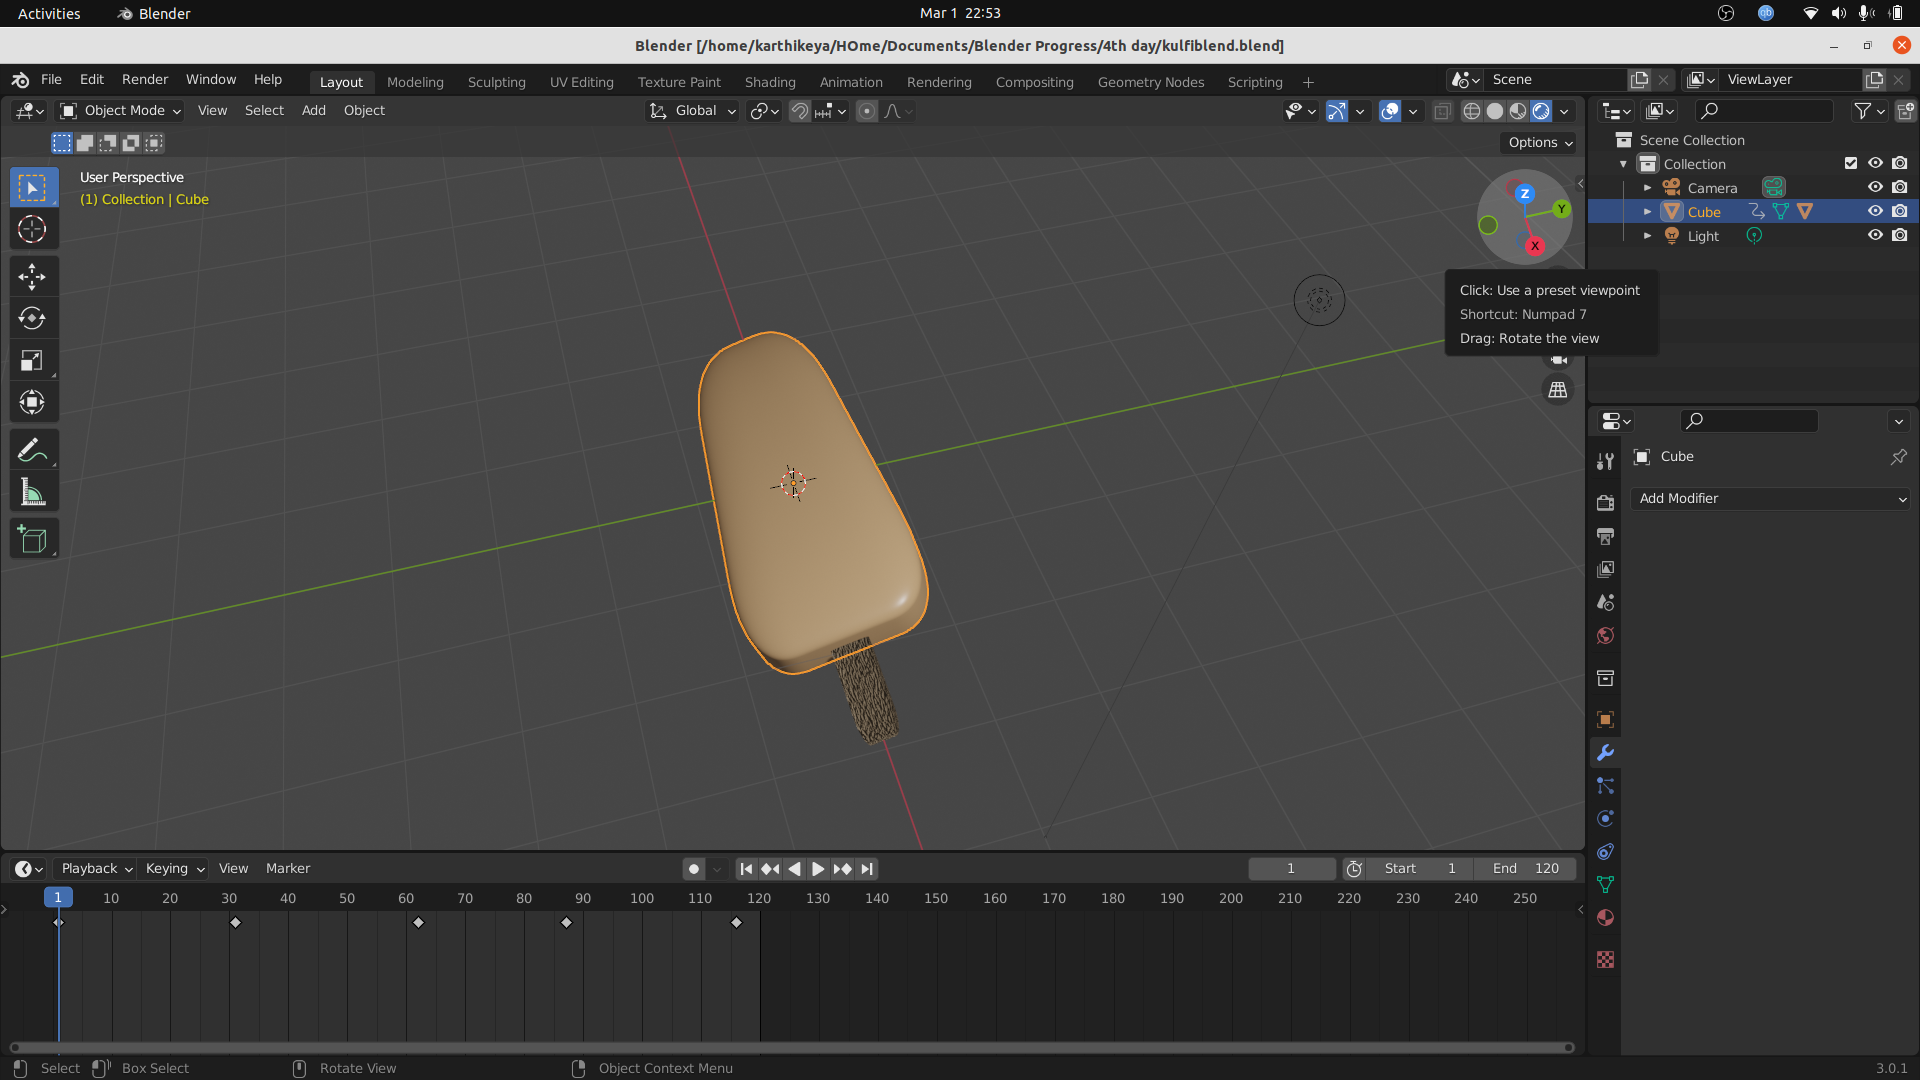 Activities Blender Mar 1 22:53
Blender [/home/karthikeya/HOme/Documents/Blender Progress/4th day/kulfiblend.blend]
File Edit Render Window Help Layout Modeling Sculpting UV Editing Texture Paint Shading Animation Rendering Compositing Geometry Nodes Scripting + Scene ViewLayer
Object Mode View Select Add Object Global
Options
User Perspective
(1) Collection | Cube
Z
Y
X
Click: Use a preset viewpoint
Shortcut: Numpad 7
Drag: Rotate the view
Scene Collection
Collection
Camera
Cube
Light
Cube
Add Modifier
Playback Keying View Marker 1 Start 1 End 120
1 10 20 30 40 50 60 70 80 90 100 110 120 130 140 150 160 170 180 190 200 210 220 230 240 250
Select Box Select Rotate View Object Context Menu 3.0.1